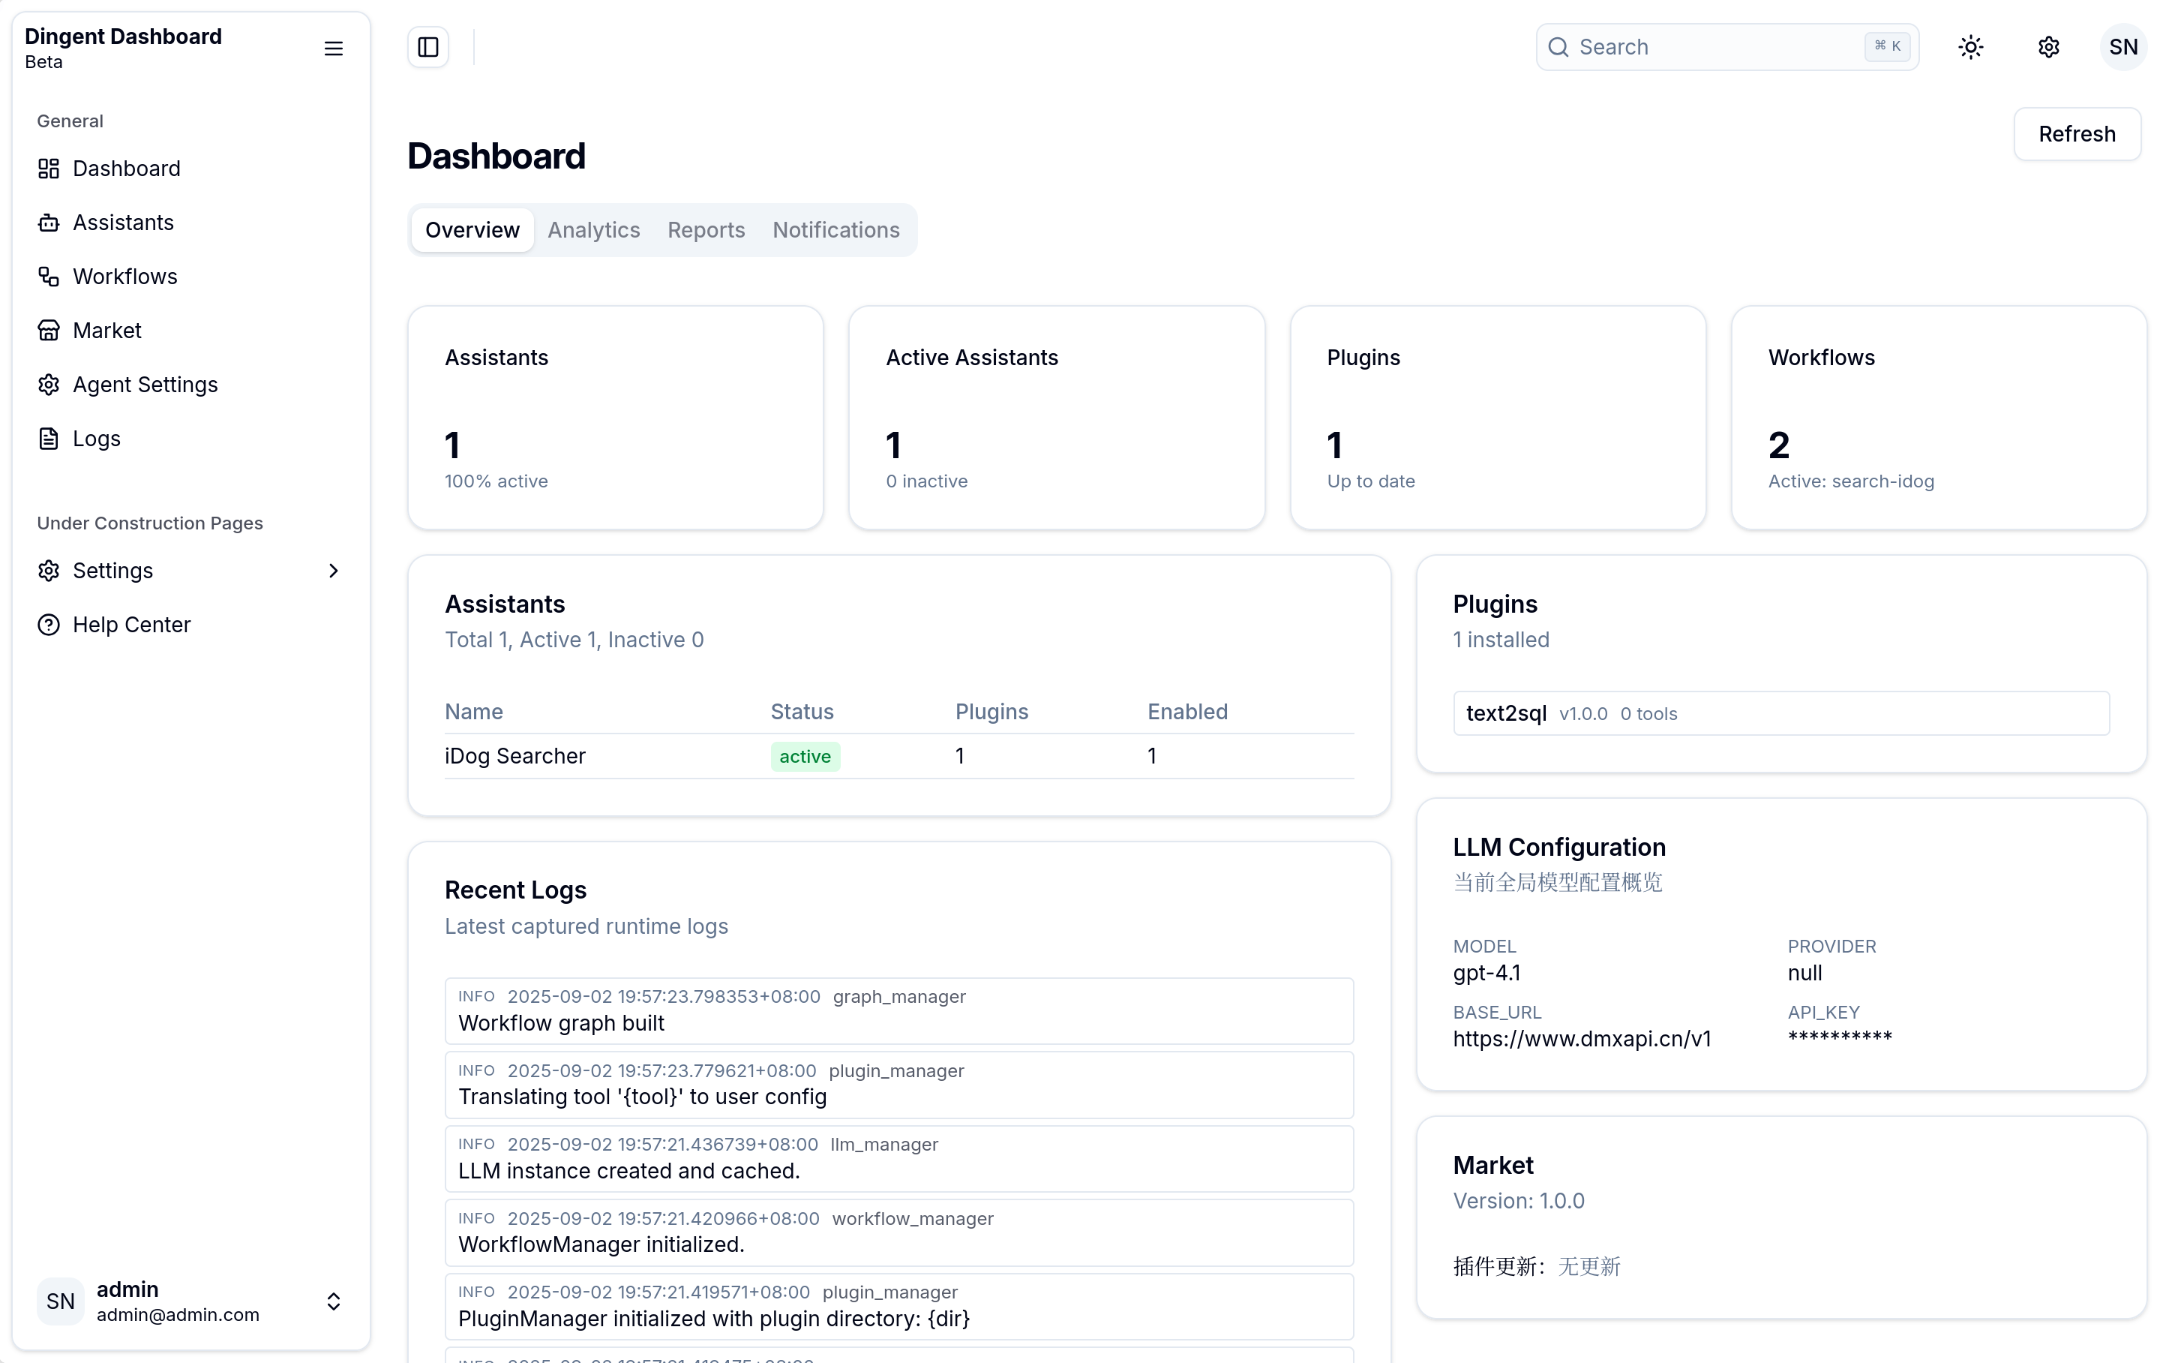 Dingent Dashboard
Beta
General
Dashboard
Assistants
Workflows
Market
Agent Settings
Logs
Under Construction Pages
Settings
Help Center
SN
admin
admin@admin.com
Search
⌘ K
SN
Dashboard
Refresh
Overview
Analytics
Reports
Notifications
Assistants
1
100% active
Active Assistants
1
0 inactive
Plugins
1
Up to date
Workflows
2
Active: search-idog
Assistants
Total 1, Active 1, Inactive 0
Name Status Plugins Enabled
iDog Searcher active 1 1
Recent Logs
Latest captured runtime logs
INFO 2025-09-02 19:57:23.798353+08:00 graph_manager
Workflow graph built
INFO 2025-09-02 19:57:23.779621+08:00 plugin_manager
Translating tool '{tool}' to user config
INFO 2025-09-02 19:57:21.436739+08:00 llm_manager
LLM instance created and cached.
INFO 2025-09-02 19:57:21.420966+08:00 workflow_manager
WorkflowManager initialized.
INFO 2025-09-02 19:57:21.419571+08:00 plugin_manager
PluginManager initialized with plugin directory: {dir}
Plugins
1 installed
text2sql v1.0.0 0 tools
LLM Configuration
当前全局模型配置概览
MODEL
gpt-4.1
PROVIDER
null
BASE_URL
https://www.dmxapi.cn/v1
API_KEY
**********
Market
Version: 1.0.0
插件更新：无更新